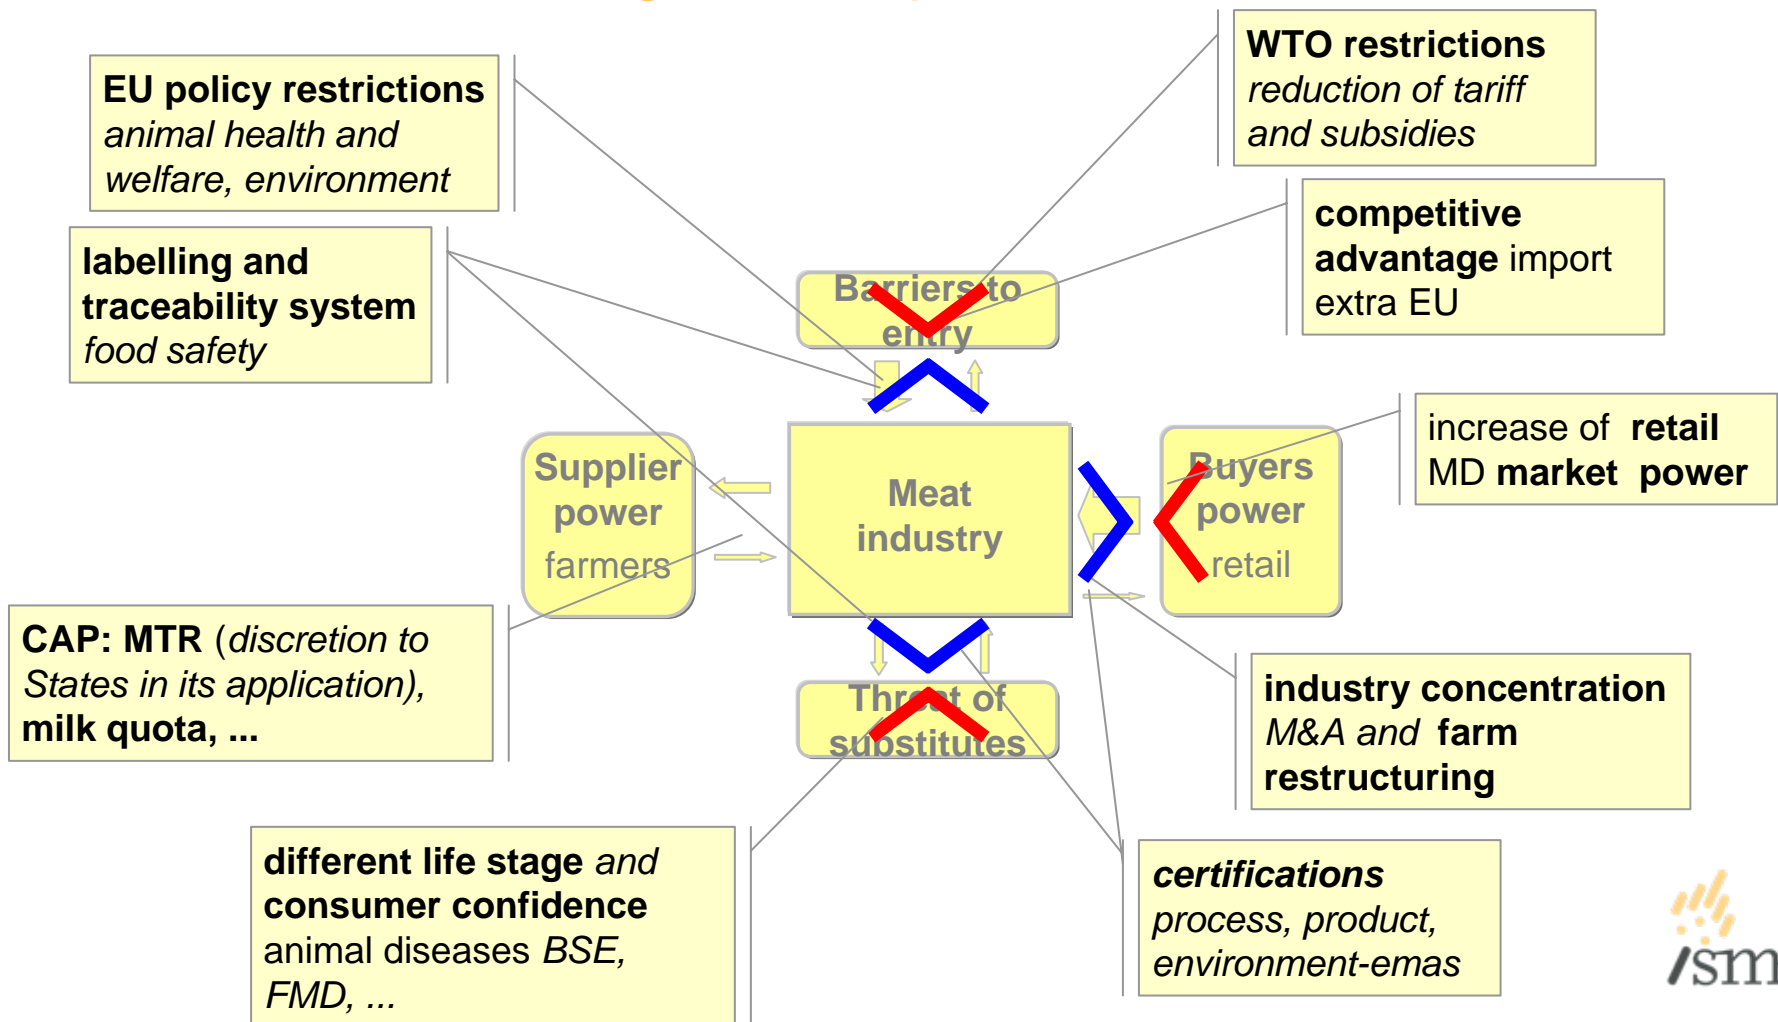 EU policy restrictions
animal health and
welfare, environment
WTO restrictions
reduction of tariff
and subsidies
labelling and
traceability system
food safety
competitive
advantage import
extra EU
Barriers to
entry
increase of retail
MD market power
Supplier
power
farmers
Meat
industry
Buyers
power
retail
CAP: MTR (discretion to
States in its application),
milk quota, ...
Threat of
substitutes
industry concentration
M&A and farm
restructuring
different life stage and
consumer confidence
animal diseases BSE,
FMD, ...
certifications
process, product,
environment-emas
ism